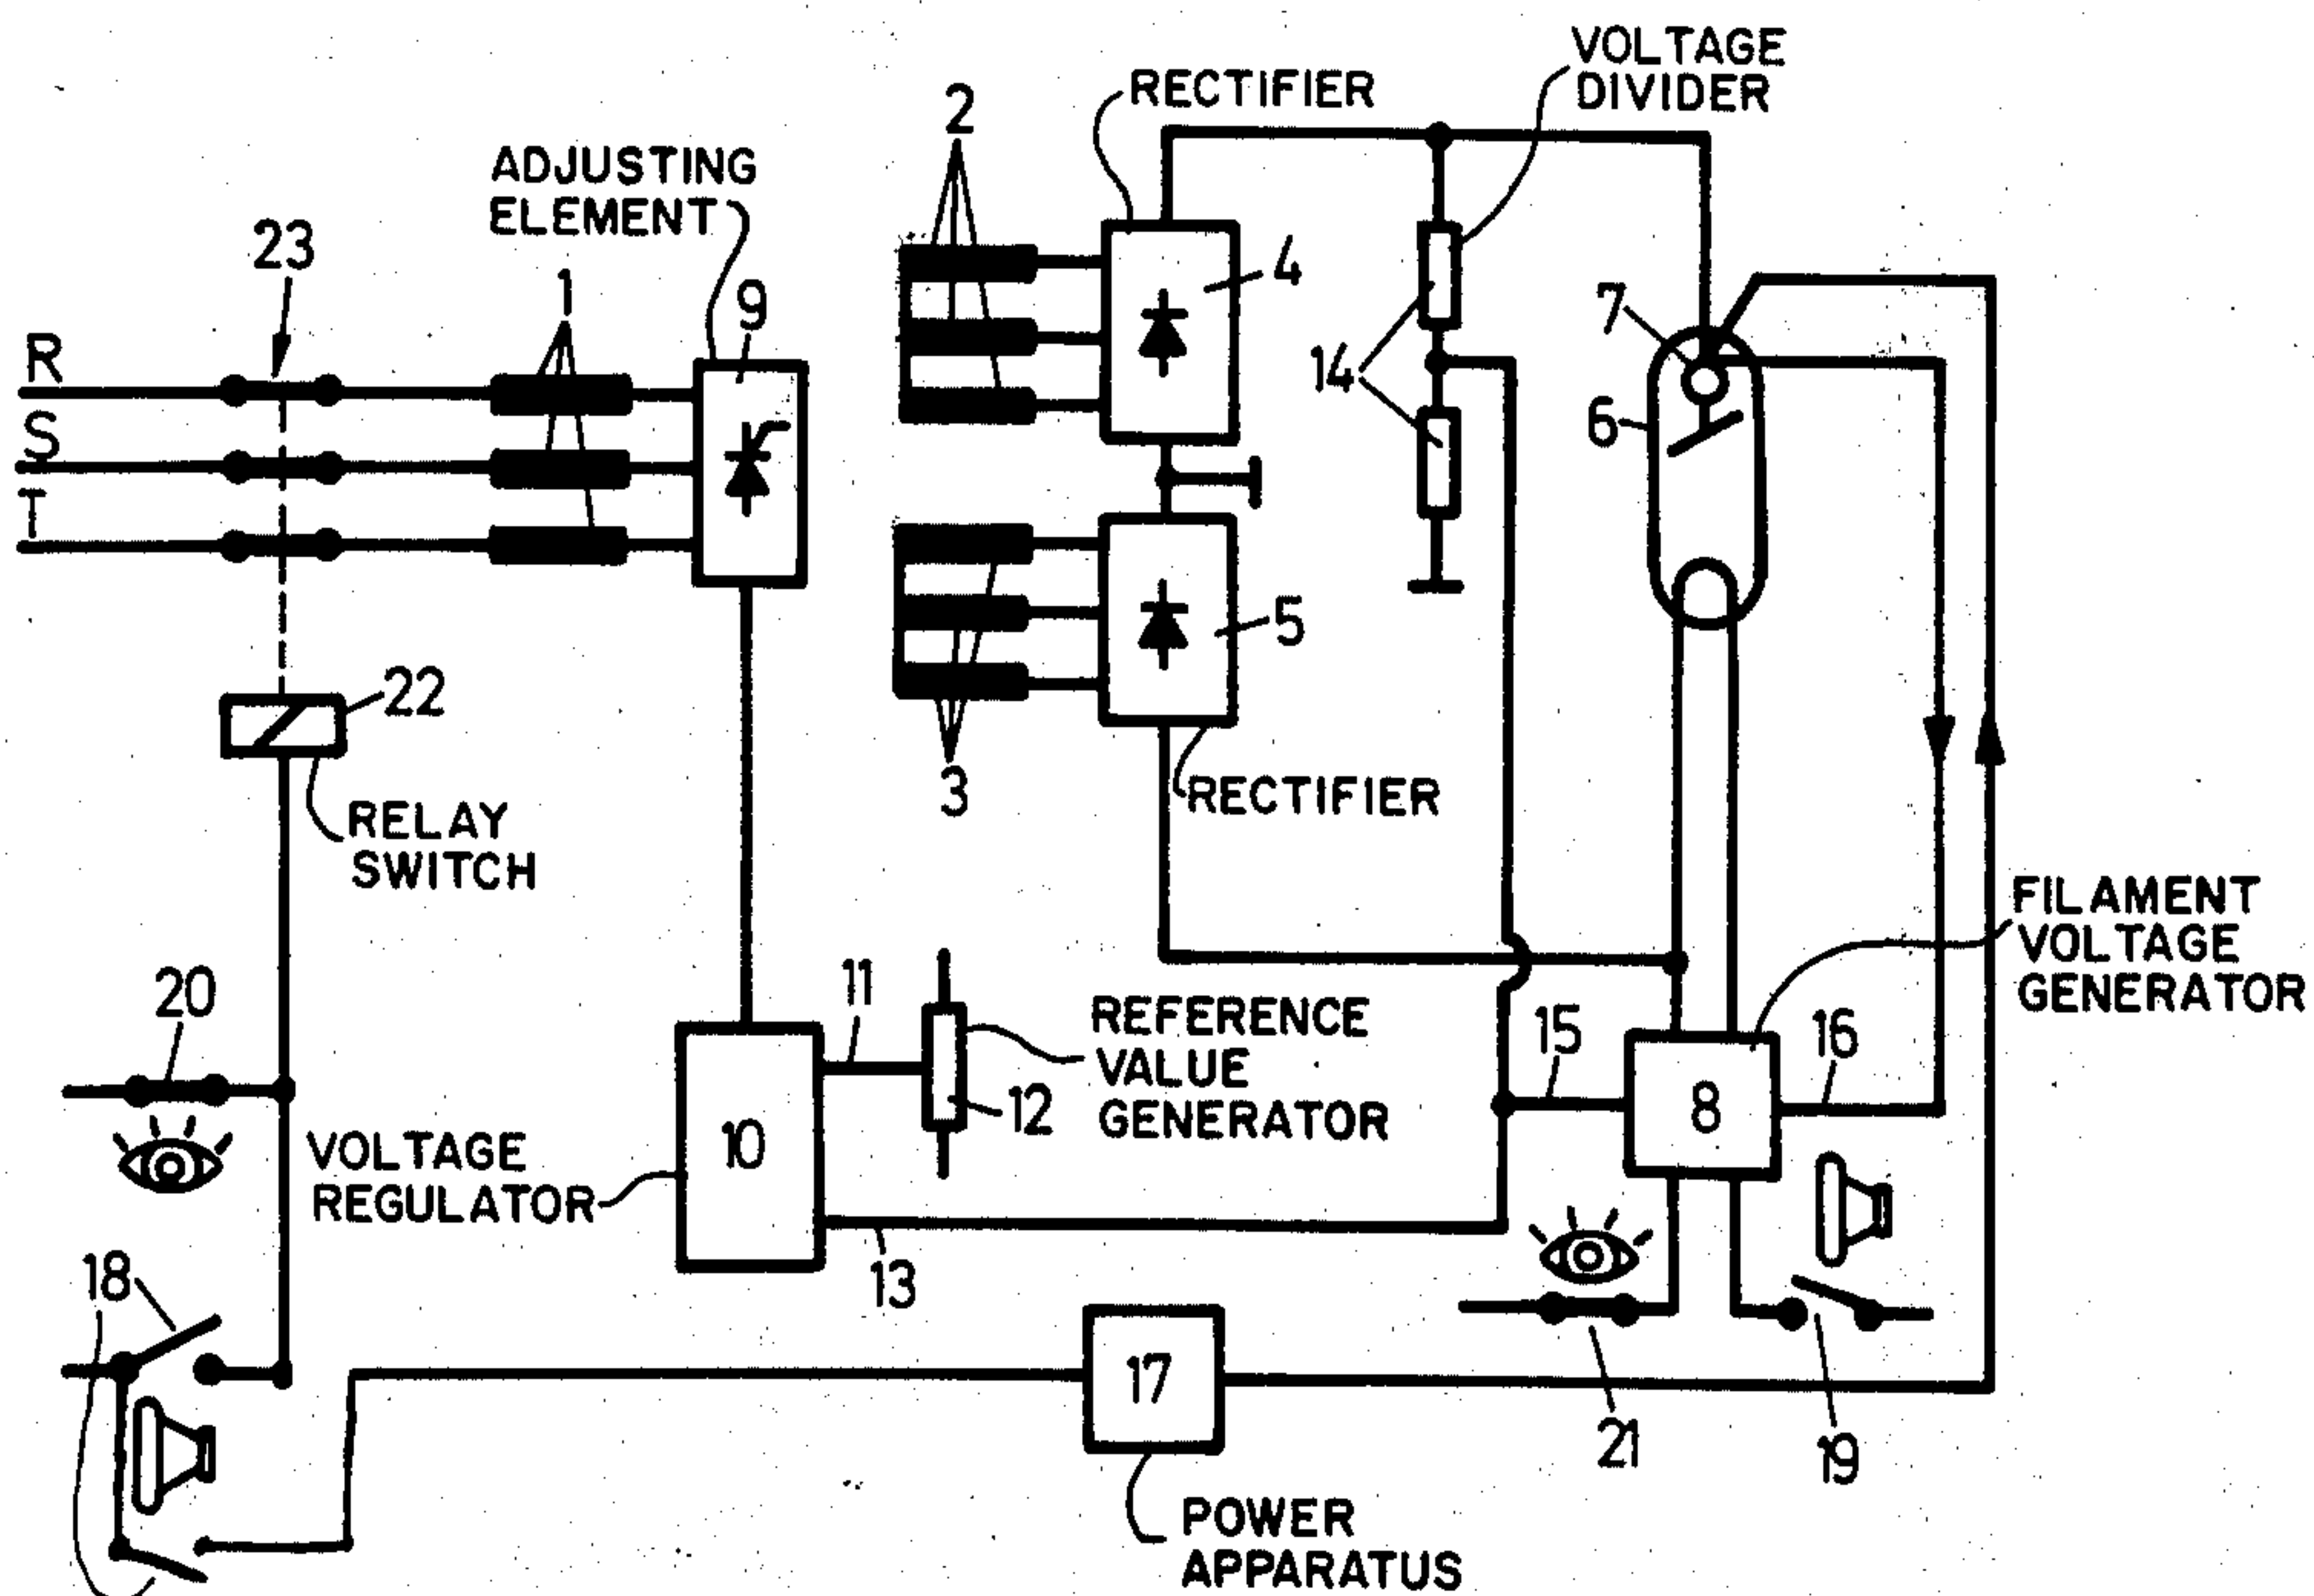 VOLTAGE
DIVIDER
RECTIFIER
2
ADJUSTING
ELEMENT
23
1
9
4
7
14
6
R
S
T
5
22
3
RECTIFIER
RELAY
SWITCH
FILAMENT
VOLTAGE
GENERATOR
20
11
REFERENCE
VALUE
GENERATOR
12
15
16
8
10
VOLTAGE
REGULATOR
13
18
17
21
19
POWER
APPARATUS